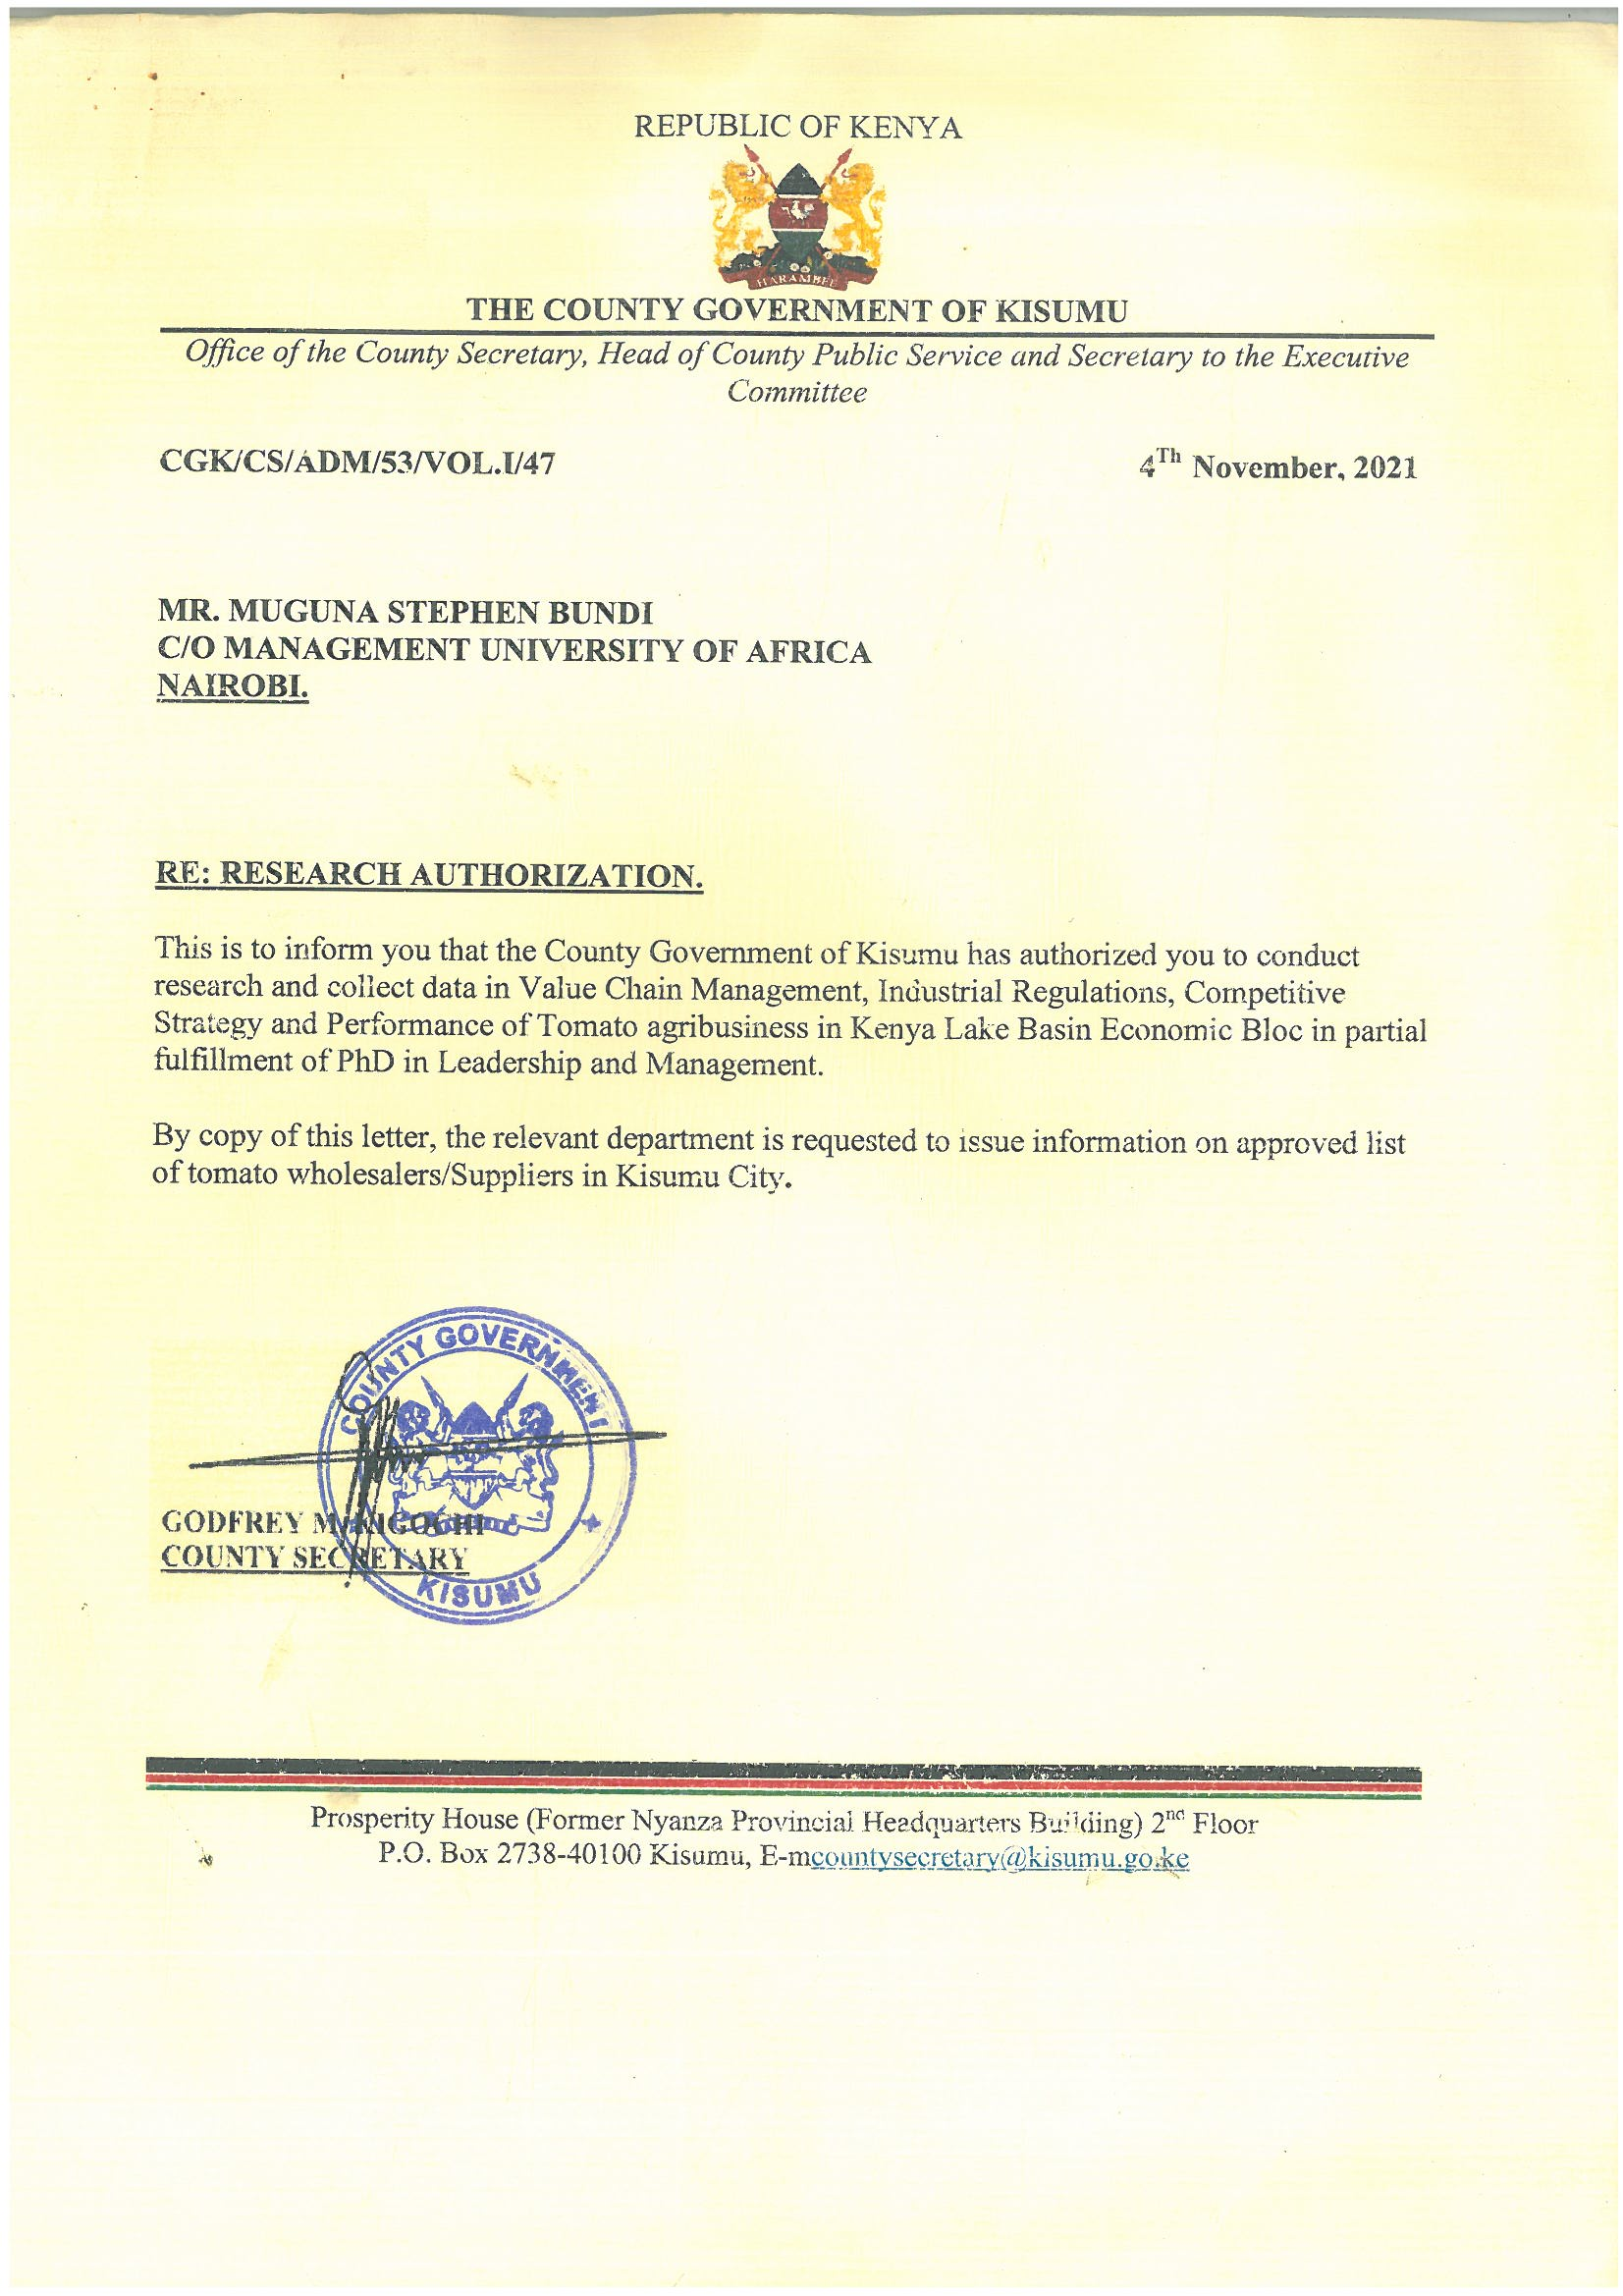 REPUBLIC OF KENYA
HARAMBEE
THE COUNTY GOVERNMENT OF KISUMU
Office of the County Secretary, Head of County Public Service and Secretary to the Executive
Committee
CGK/CS/ADM/53/VOL.I/47 4Th November, 2021
MR. MUGUNA STEPHEN BUNDI
C/O MANAGEMENT UNIVERSITY OF AFRICA
NAIROBI.
RE: RESEARCH AUTHORIZATION.
This is to inform you that the County Government of Kisumu has authorized you to conduct
research and collect data in Value Chain Management, Industrial Regulations, Competitive
Strategy and Performance of Tomato agribusiness in Kenya Lake Basin Economic Bloc in partial
fulfillment of PhD in Leadership and Management.
By copy of this letter, the relevant department is requested to issue information on approved list
of tomato wholesalers/Suppliers in Kisumu City.
COUNTY GOVERNMENT
GODFREY
COUNTY SECRETARY
KISUMU
Prosperity House (Former Nyanza Provincial Headquarters Building) 2nd Floor
P.O. Box 2738-40100 Kisumu, E-mcountysecretary@kisumu.go.ke